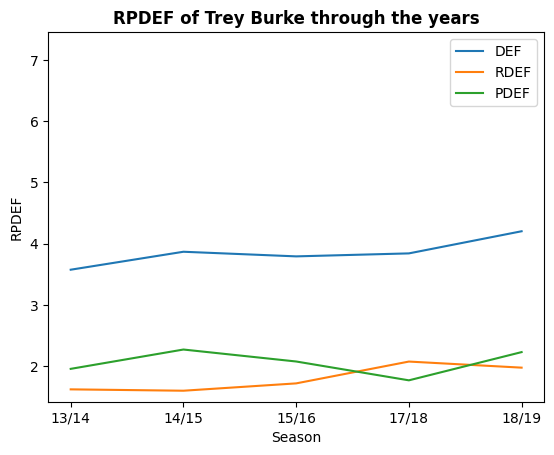 RPDEF of Trey Burke through the years
DEF
RDEF
PDEF
7
6
5
4
3
2
RPDEF
13/14 14/15 15/16 17/18 18/19
Season